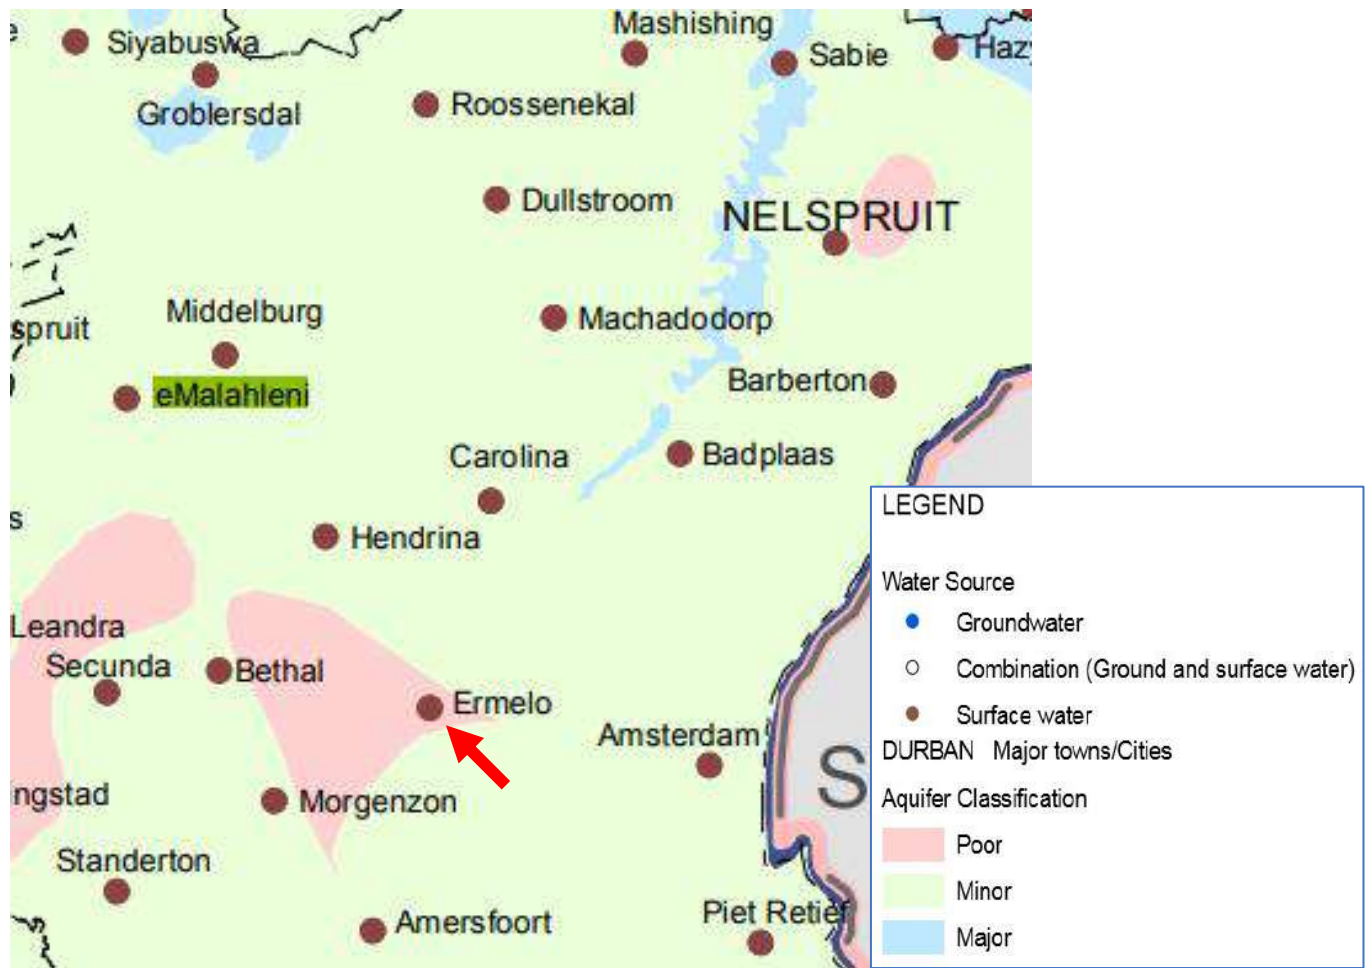 Mashishing
Siyabuswa
Sabie
Hazy
Groblersdal
Roossenekal
Dullstroom
NELSPRUIT
Middelburg
spruit
Machadodorp
eMalahleni
Barberton
Carolina
Badplaas
s
Hendrina
Leandra
Secunda
Bethal
Ermelo
Amsterdam
S
ngstad
Morgenzon
Standerton
Amersfoort
Piet Retief
LEGEND
Water Source
Groundwater
Combination (Ground and surface water)
Surface water
DURBAN Major towns/Cities
Aquifer Classification
Poor
Minor
Major